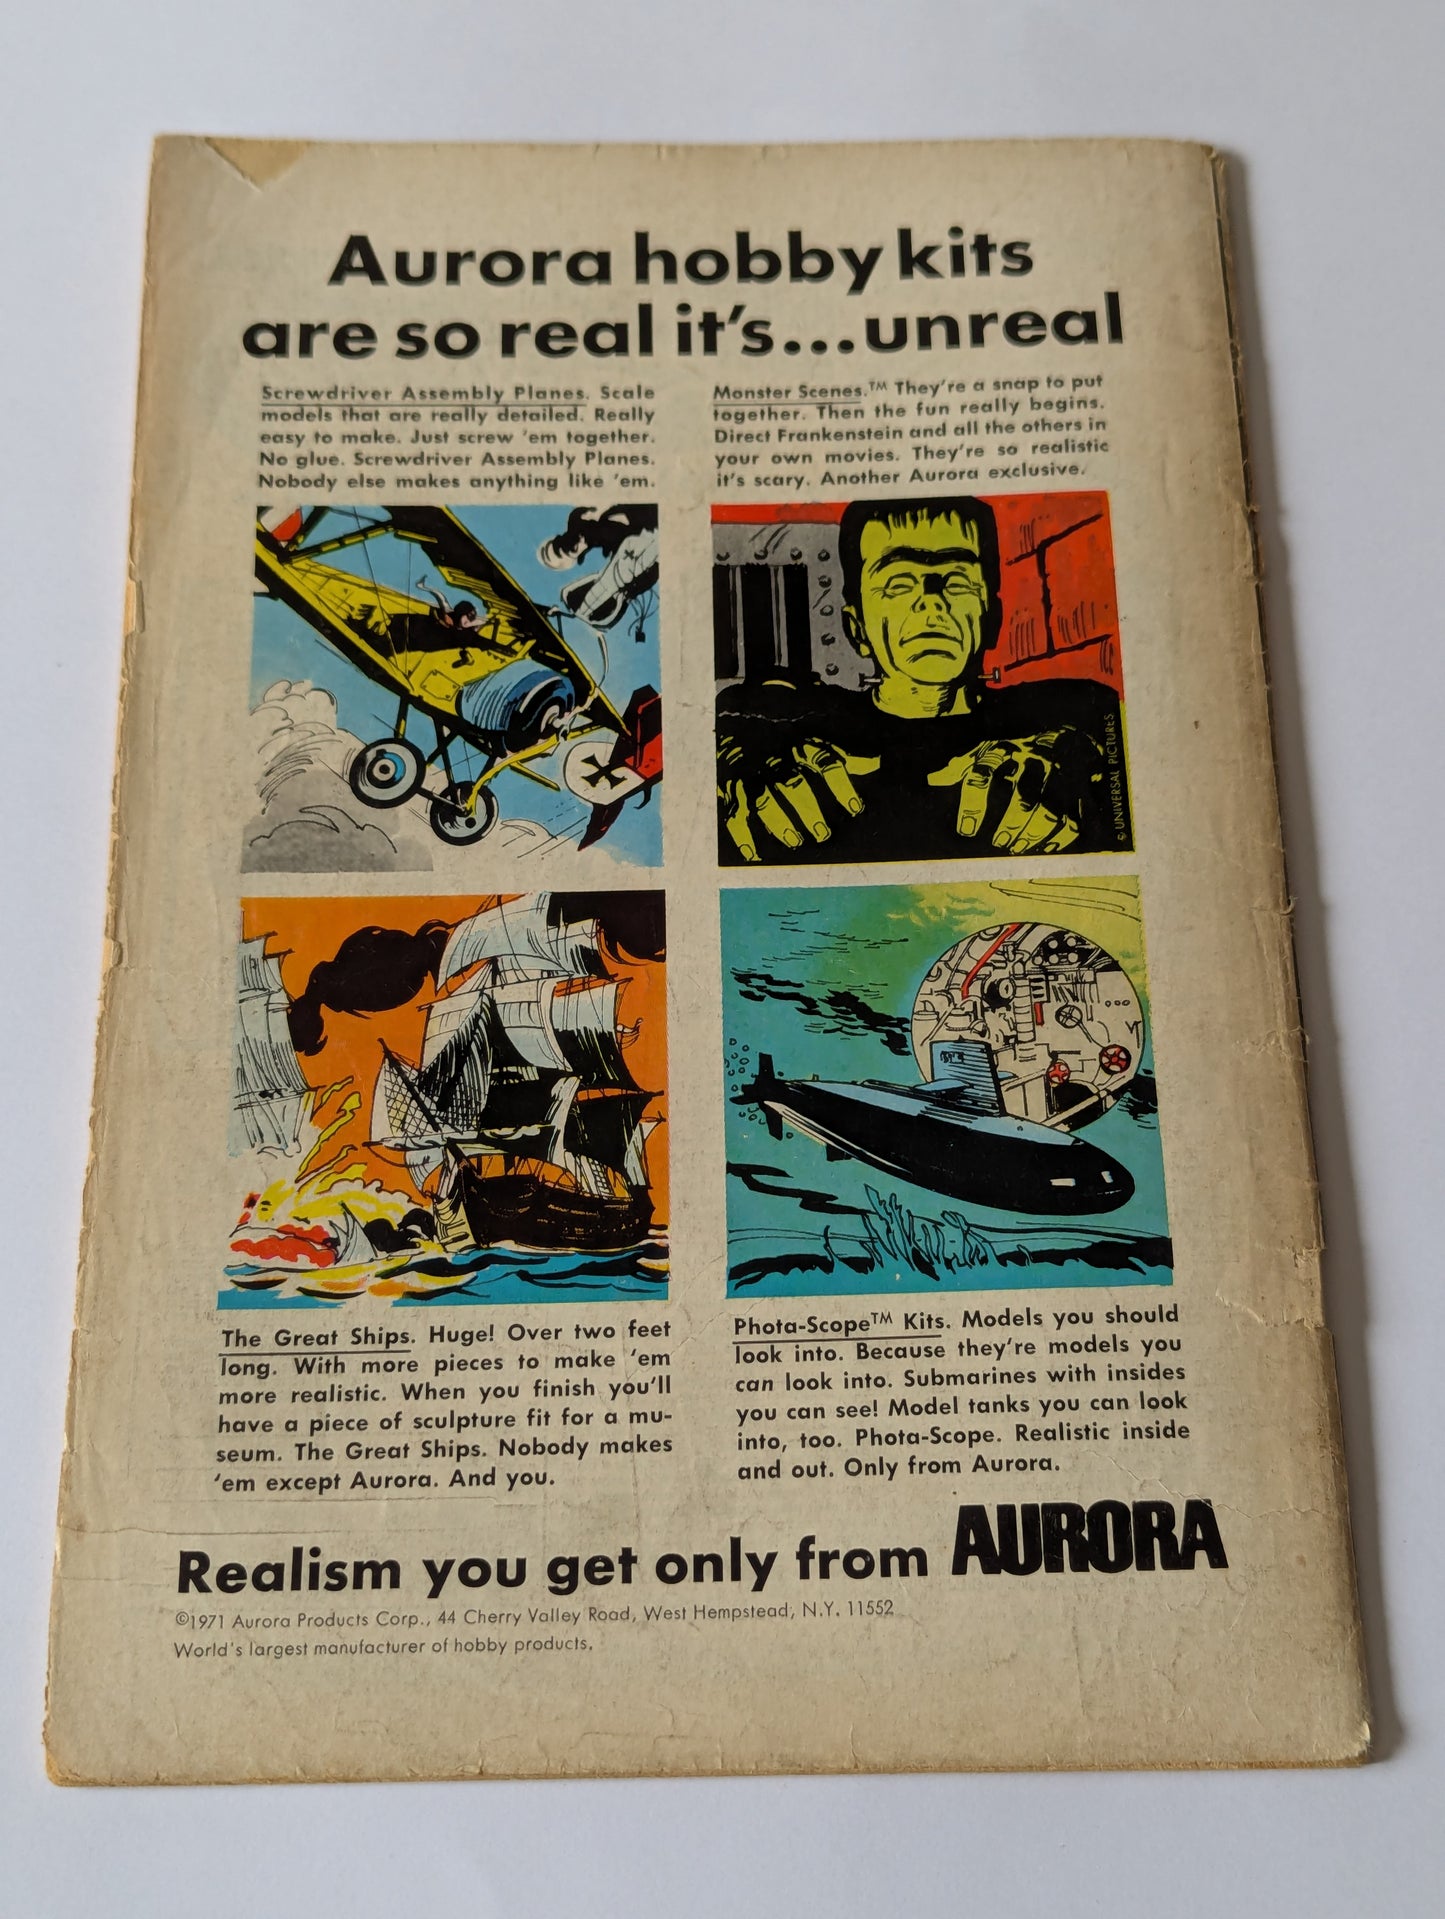 Aurora hobby kits
are so real it's...unreal
Screwdriver Assembly Planes. Scale
models that are really detailed. Really
easy to make. Just screw 'em together.
No glue. Screwdriver Assembly Planes.
Nobody else makes anything like 'em.
Monster Scenes.™ They're a snap to put
together. Then the fun really begins.
Direct Frankenstein and all the others in
your own movies. They're so realistic
it's scary. Another Aurora exclusive.
© UNIVERSAL PICTURES
The Great Ships. Huge! Over two feet
long. With more pieces to make 'em
more realistic. When you finish you'll
have a piece of sculpture fit for a mu-
seum. The Great Ships. Nobody makes
'em except Aurora. And you.
Phota-Scope™ Kits. Models you should
look into. Because they're models you
can look into. Submarines with insides
you can see! Model tanks you can look
into, too. Phota-Scope. Realistic inside
and out. Only from Aurora.
Realism you get only from AURORA
©1971 Aurora Products Corp., 44 Cherry Valley Road, West Hempstead, N.Y. 11552
World's largest manufacturer of hobby products.